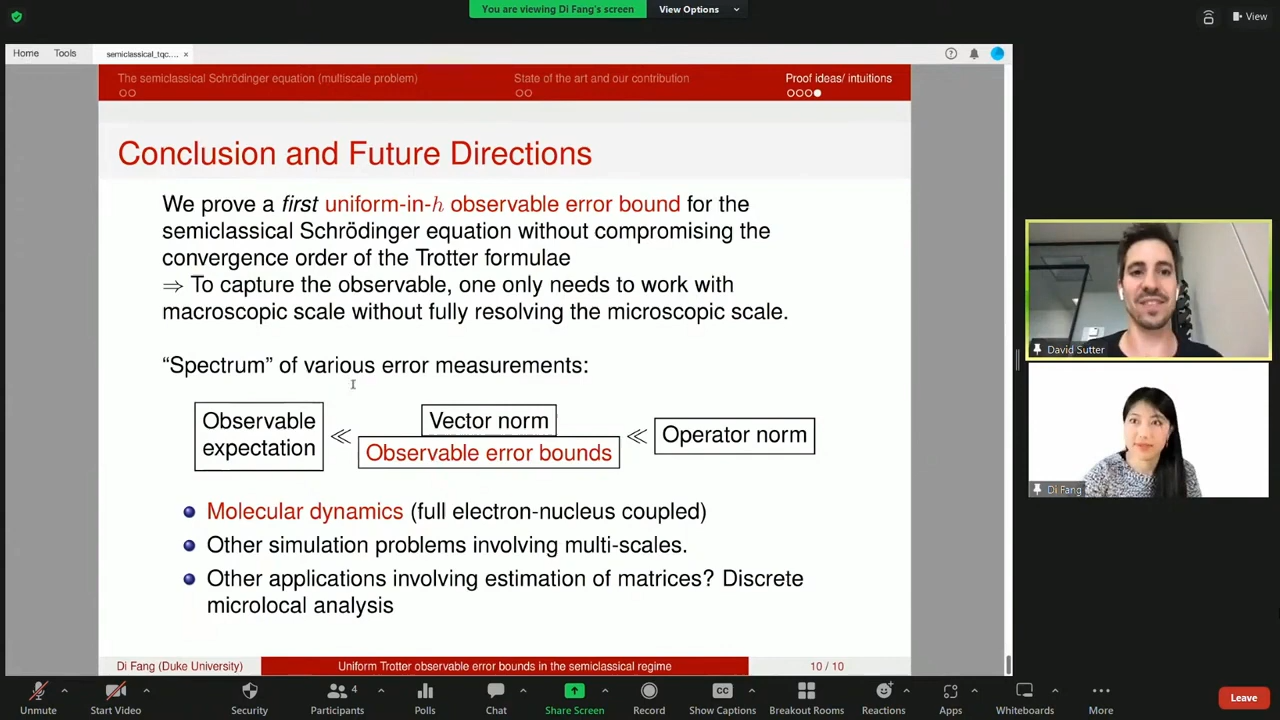 You are viewing Di Fang's screen
View Options
View
Home Tools semiclassical_tqc.... ×
The semiclassical Schrödinger equation (multiscale problem)
State of the art and our contribution
Proof ideas/ intuitions
Conclusion and Future Directions
We prove a first uniform-in-h observable error bound for the
semiclassical Schrödinger equation without compromising the
convergence order of the Trotter formulae
⇒ To capture the observable, one only needs to work with
macroscopic scale without fully resolving the microscopic scale.
“Spectrum” of various error measurements:
Observable
expectation
≪
Vector norm
Observable error bounds
≪
Operator norm
Molecular dynamics (full electron-nucleus coupled)
Other simulation problems involving multi-scales.
Other applications involving estimation of matrices? Discrete
microlocal analysis
Di Fang (Duke University)
Uniform Trotter observable error bounds in the semiclassical regime
10 / 10
David Sutter
Di Fang
Unmute
Start Video
Security
4
Participants
Polls
Chat
Share Screen
Record
CC
Show Captions
Breakout Rooms
Reactions
Apps
Whiteboards
More
Leave